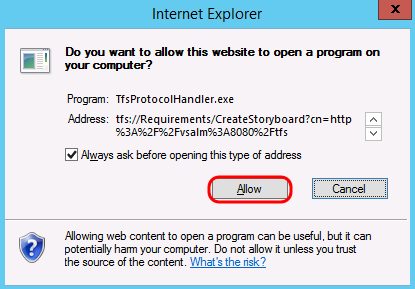 Internet Explorer
x
Do you want to allow this website to open a program on
your computer?
Program: TfsProtocolHandler.exe
Address: tfs://Requirements/CreateStoryboard?cn=http
%3A%2F%2Fvsalm%3A8080%2Ftfs
Always ask before opening this type of address
Allow Cancel
Allowing web content to open a program can be useful, but it can
potentially harm your computer. Do not allow it unless you trust
the source of the content. What's the risk?